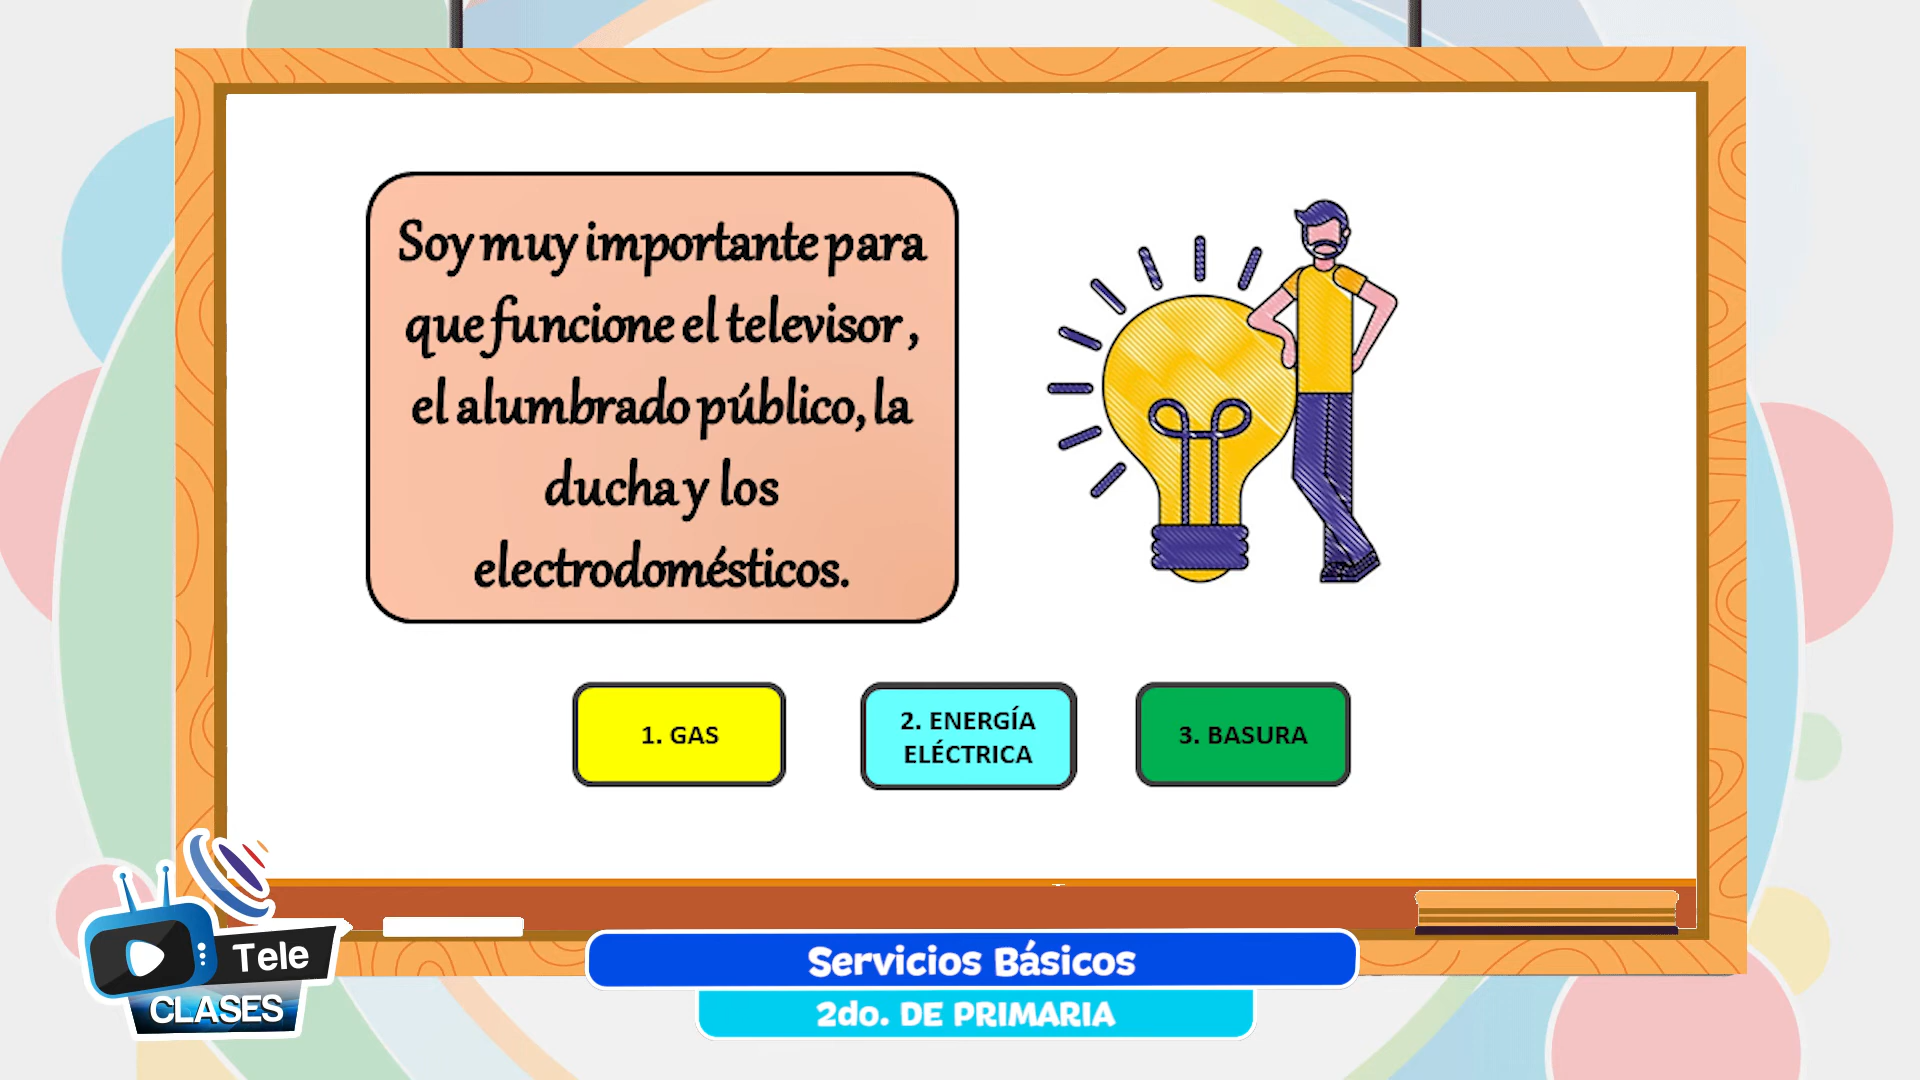 Soy muy importante para
que funcione el televisor ,
el alumbrado público, la
ducha y los
electrodomésticos.
1. GAS
2. ENERGÍA
ELÉCTRICA
3. BASURA
Tele
CLASES
Servicios Básicos
2do. DE PRIMARIA